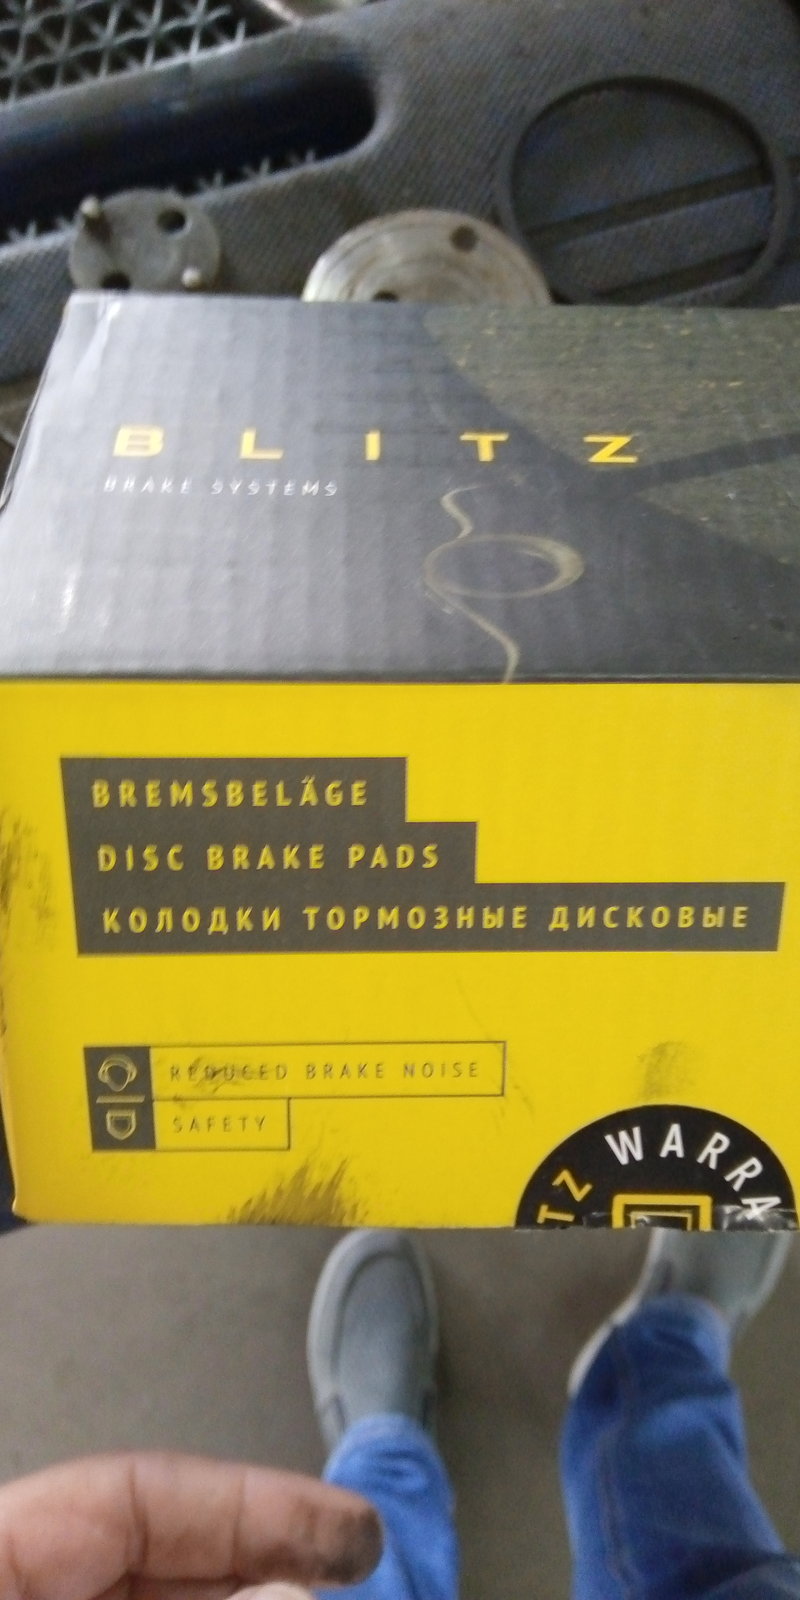 BLITZ
BRAKE SYSTEMS
BREMSBELÄGE
DISC BRAKE PADS
КОЛОДКИ ТОРМОЗНЫЕ ДИСКОВЫЕ
REDUCED BRAKE NOISE
SAFETY